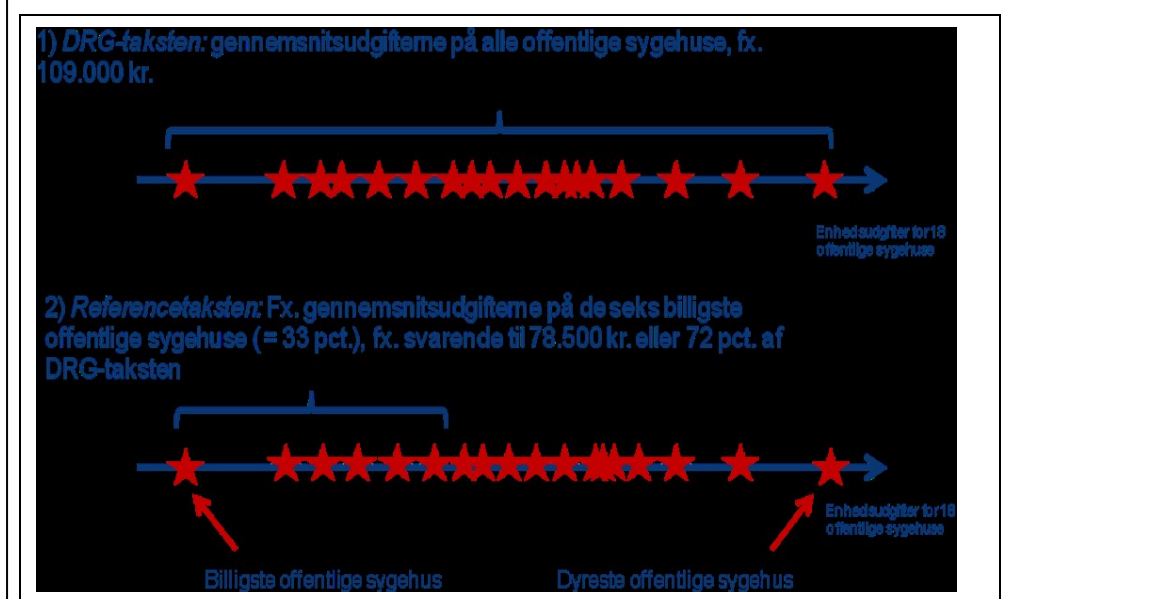 1) DRG-taksten: gennemsnitsudgifterne på alle offentlige sygehuse, fx.
109.000 kr.
Enhedsudgifter for 18
offentlige sygehuse
2) Referencetaksten: Fx. gennemsnitsudgifterne på de seks billigste
offentlige sygehuse (= 33 pct.), fx. svarende til 78.500 kr. eller 72 pct. af
DRG-taksten
Enhedsudgifter for 18
offentlige sygehuse
Billigste offentlige sygehus
Dyreste offentlige sygehus